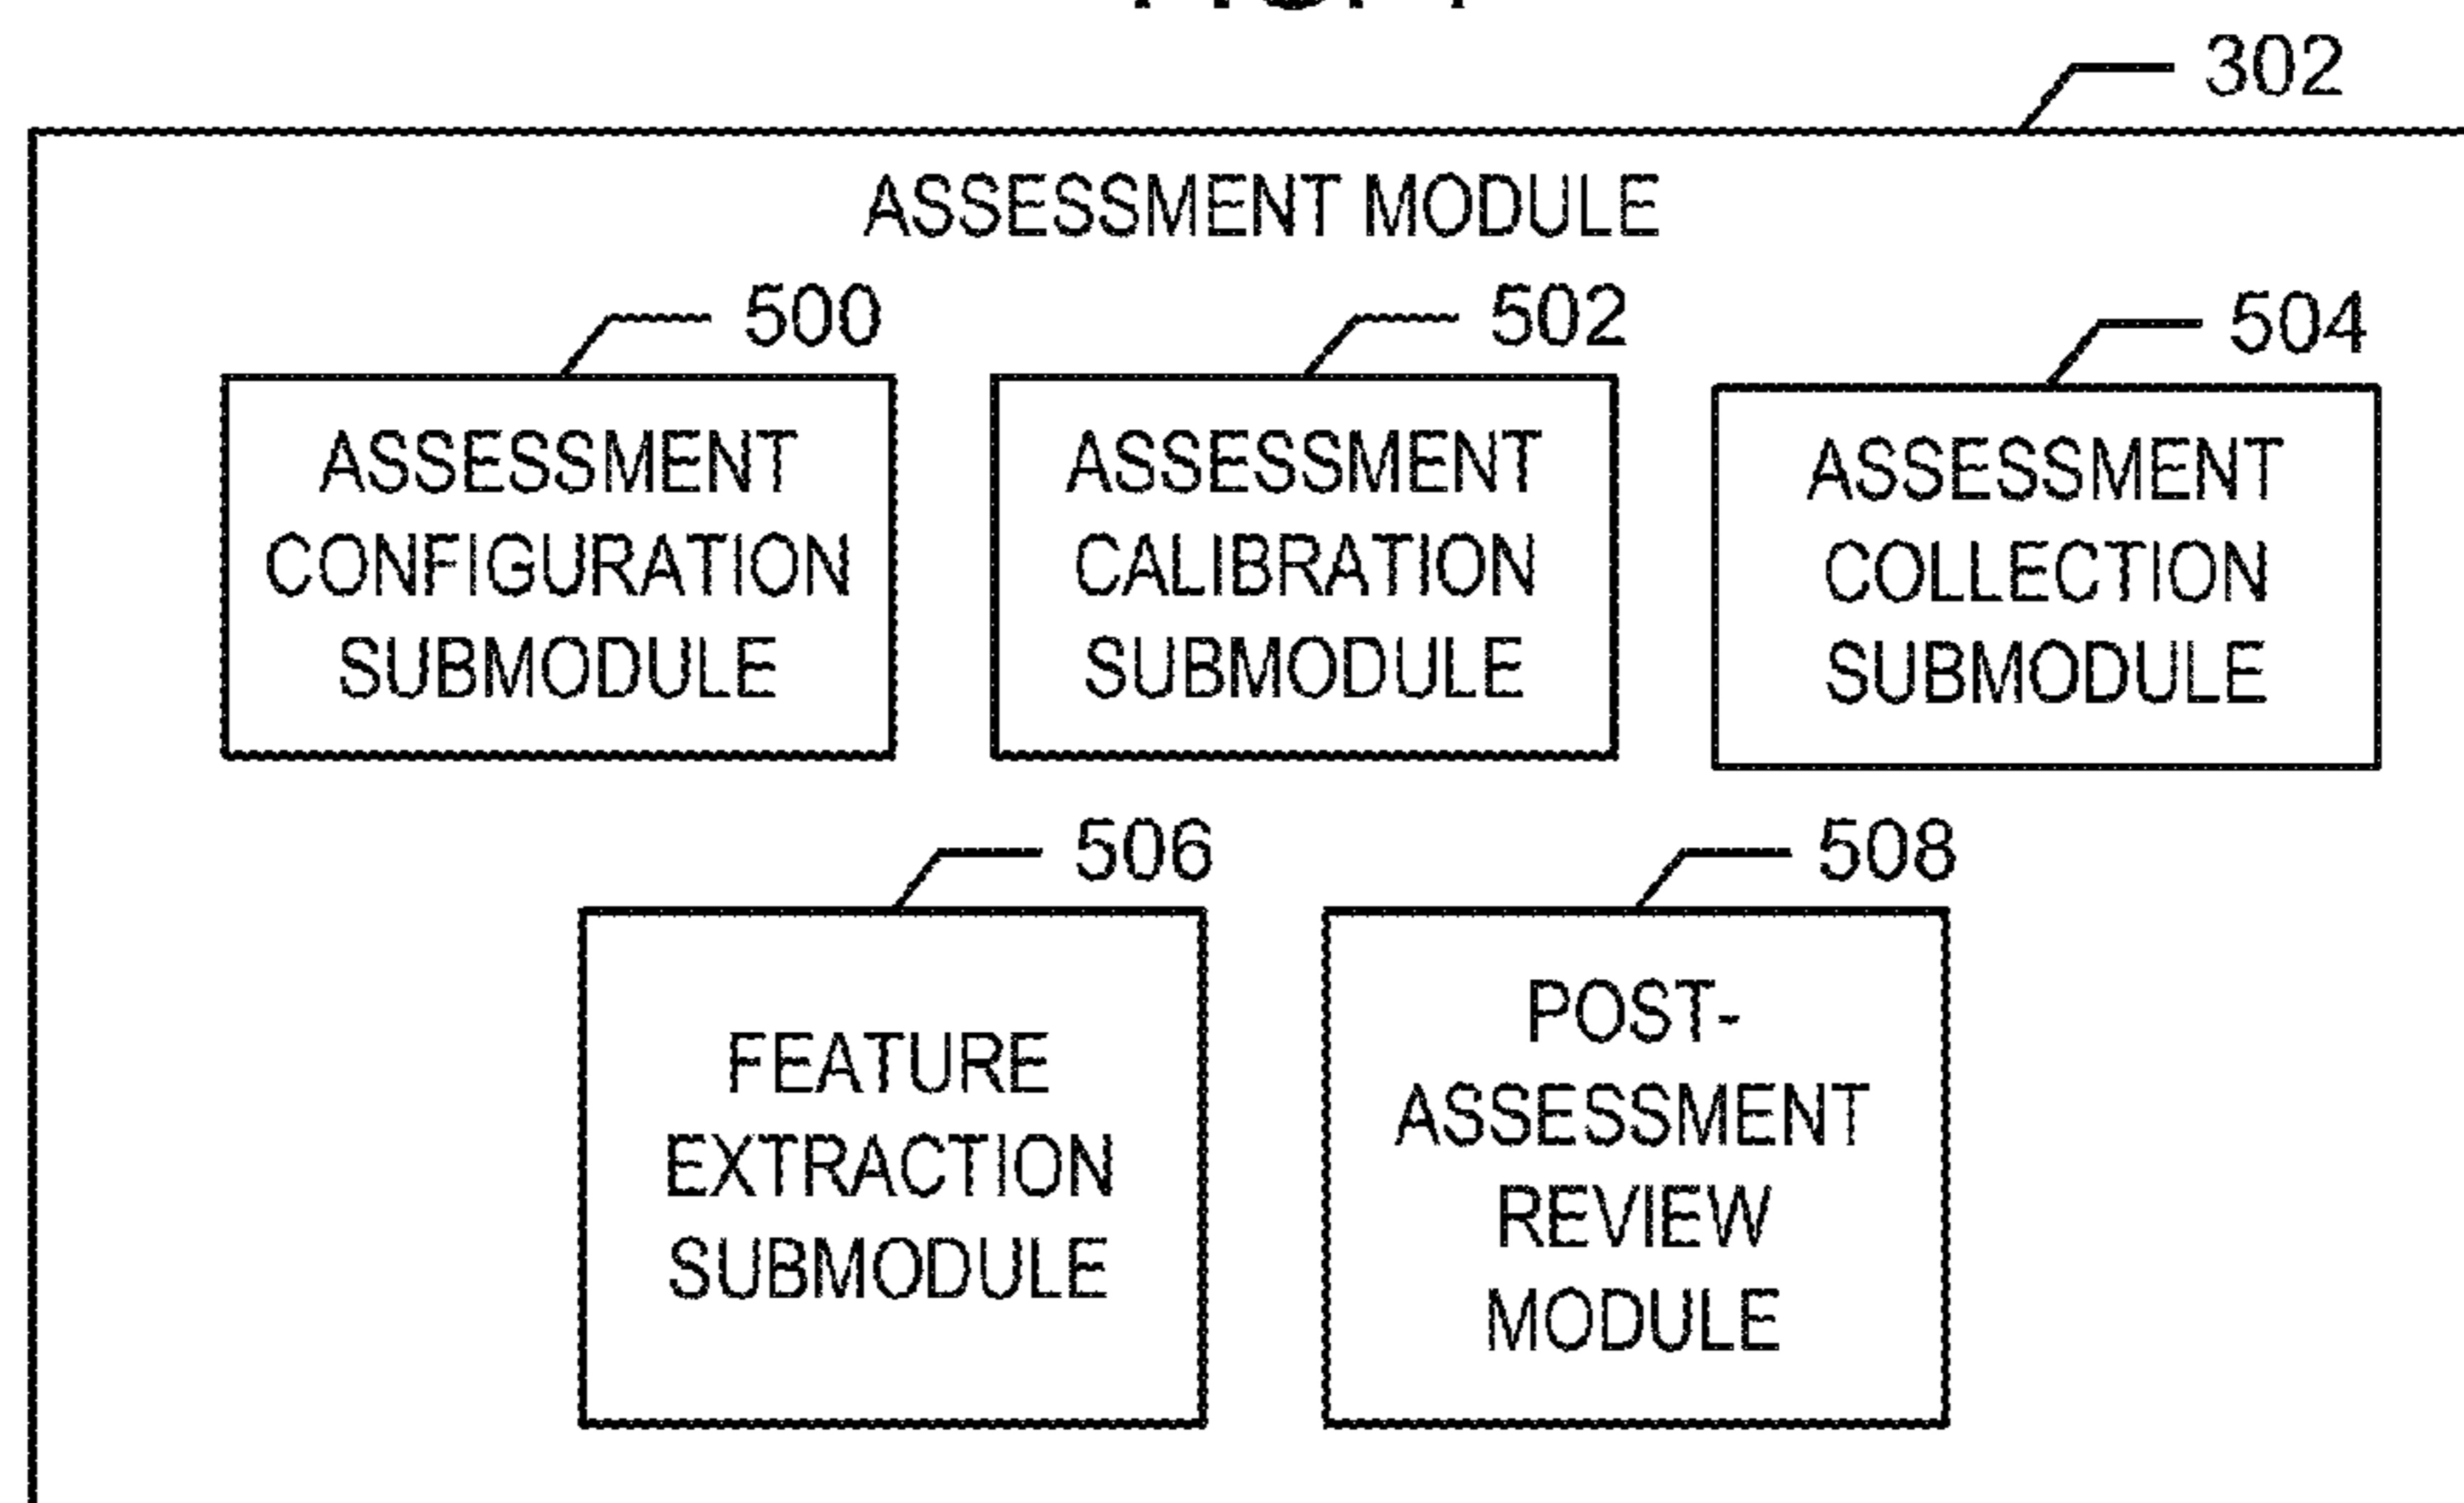 302
ASSESSMENT MODULE
500
502
504
ASSESSMENT
CONFIGURATION
SUBMODULE
ASSESSMENT
CALIBRATION
SUBMODULE
ASSESSMENT
COLLECTION
SUBMODULE
506
508
FEATURE
EXTRACTION
SUBMODULE
POST-
ASSESSMENT
REVIEW
MODULE